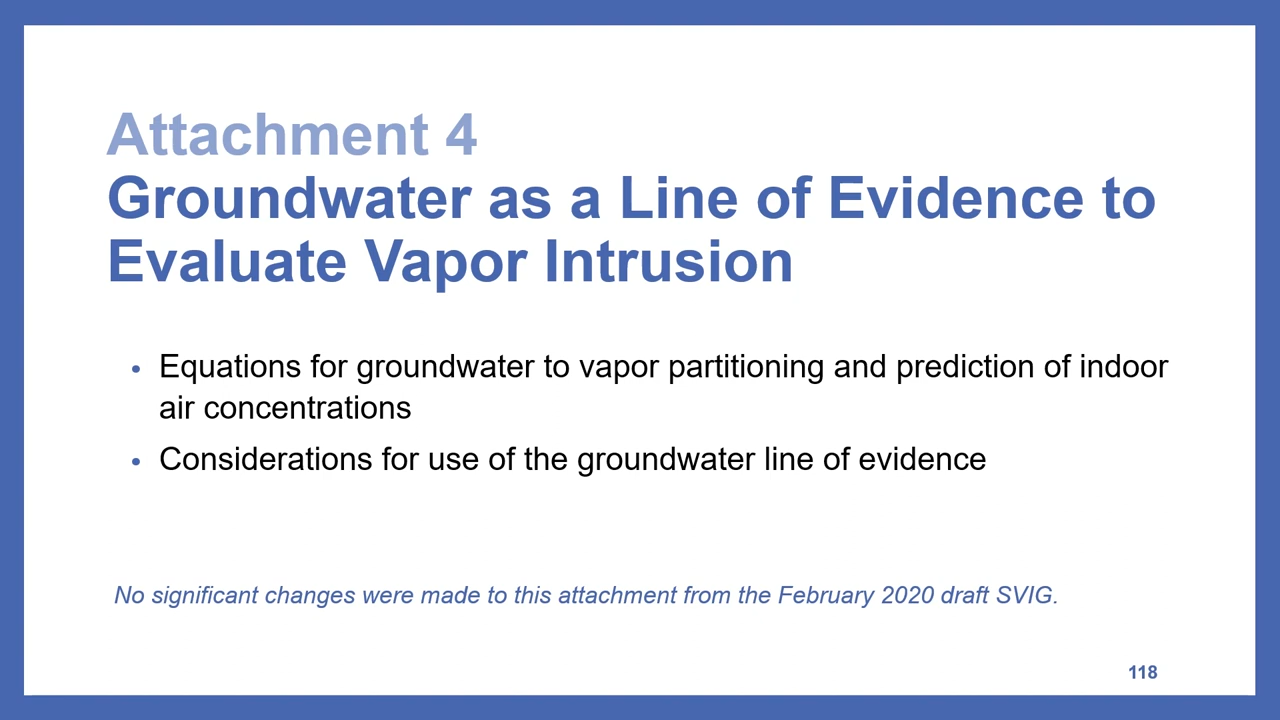 Attachment 4
Groundwater as a Line of Evidence to
Evaluate Vapor Intrusion
• Equations for groundwater to vapor partitioning and prediction of indoor
air concentrations
• Considerations for use of the groundwater line of evidence
No significant changes were made to this attachment from the February 2020 draft SVIG.
118